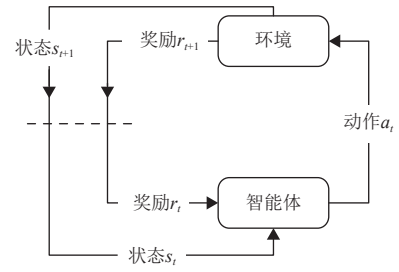 奖励r_{t+1}
环境
状态s_{t+1}
动作a_t
奖励r_t
智能体
状态s_t